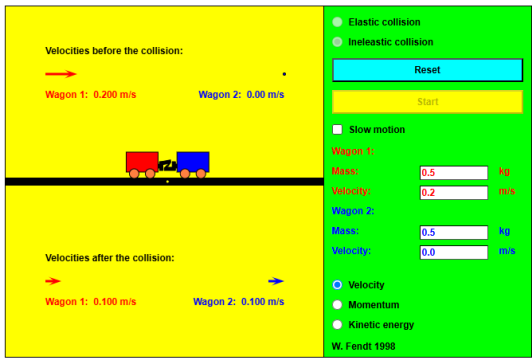 Velocities before the collision:
Wagon 1: 0.200 m/s
Wagon 2: 0.00 m/s
Velocities after the collision:
Wagon 1: 0.100 m/s
Wagon 2: 0.100 m/s
Elastic collision
Ineleastic collision
Reset
Start
Slow motion
Wagon 1:
Mass: 0.5 kg
Velocity: 0.2 m/s
Wagon 2:
Mass: 0.5 kg
Velocity: 0.0 m/s
Velocity
Momentum
Kinetic energy
W. Fendt 1998